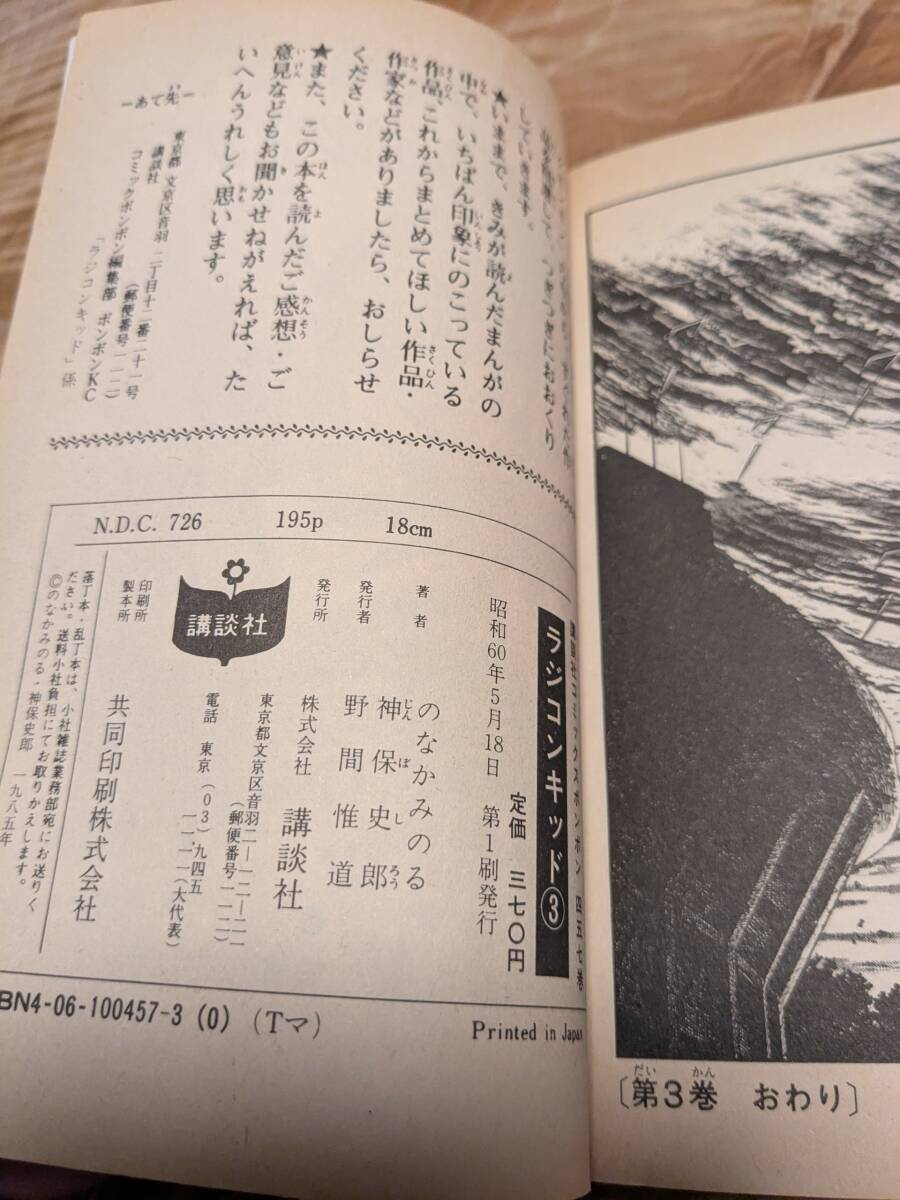 していきます。
★いままで、きみが読んだまんがの
中で、いちばん印象にのこっている
作品、これからまとめてほしい作品・
作家などがありましたら、おしらせ
ください。
★また、この本を読んだご感想・ご
意見などもお聞かせねがえれば、た
いへんうれしく思います。
―あて先―
東京都 文京区音羽 二丁目十二番二十一号
(郵便番号一一二)
講談社
コミックボンボン編集部 ボンボンKC
「ラジコンキッド」係
N.D.C. 726 195p 18cm
講談社コミックスボンボン 四五七巻
ラジコンキッド③
定価 三七〇円
昭和60年5月18日 第1刷発行
著者 のなかみのる
神保史郎
発行者 野間惟道
発行所 株式会社 講談社
東京都文京区音羽二―一二―二一
(郵便番号一一二)
電話 東京(03)九四五
一一一一(大代表)
講談社
印刷所
製本所
共同印刷株式会社
落丁本・乱丁本は、小社雑誌業務部宛にお送りく
ださい。送料小社負担にてお取りかえします。
©のなかみのる・神保史郎 一九八五年
BN4-06-100457-3 (0) (Tマ)
Printed in Japan
〔第3巻 おわり〕